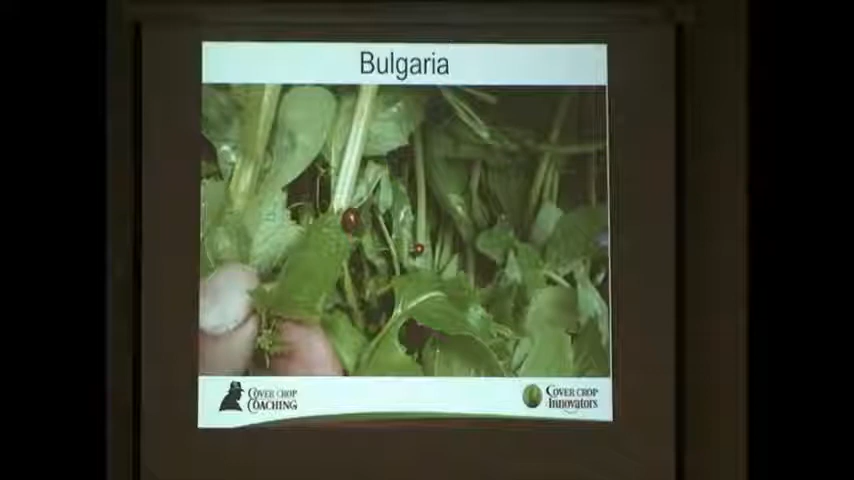 Bulgaria
COVER CROP
COACHING
COVER CROP
Innovators